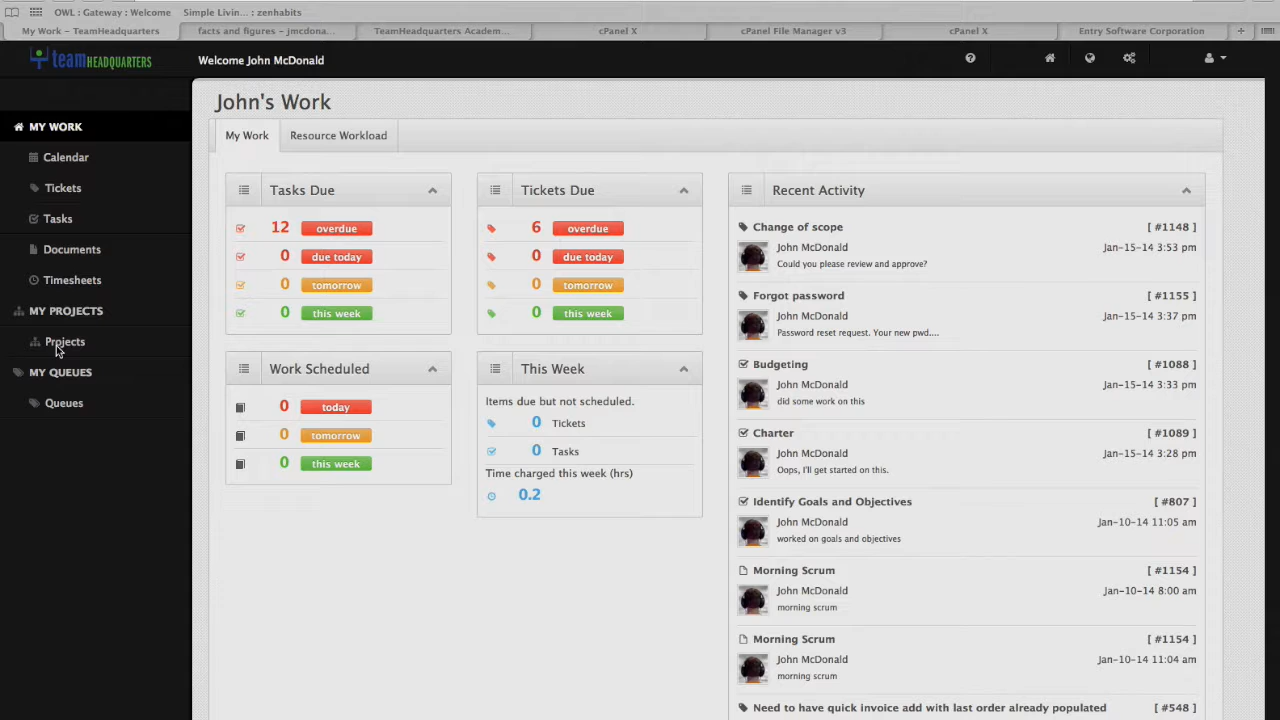 OWL : Gateway : Welcome Simple Livin... : zenhabits
My Work – TeamHeadquarters facts and figures – jmcdona... TeamHeadquarters Academ... cPanel X cPanel File Manager v3 cPanel X Entry Software Corporation
teamHEADQUARTERS Welcome John McDonald
John's Work
MY WORK
Calendar
Tickets
Tasks
Documents
Timesheets
MY PROJECTS
Projects
MY QUEUES
Queues
My Work Resource Workload
Tasks Due
12 overdue
0 due today
0 tomorrow
0 this week
Tickets Due
6 overdue
0 due today
0 tomorrow
0 this week
Work Scheduled
0 today
0 tomorrow
0 this week
This Week
Items due but not scheduled.
0 Tickets
0 Tasks
Time charged this week (hrs)
0.2
Recent Activity
Change of scope [ #1148 ]
John McDonald Jan-15-14 3:53 pm
Could you please review and approve?
Forgot password [ #1155 ]
John McDonald Jan-15-14 3:37 pm
Password reset request. Your new pwd....
Budgeting [ #1088 ]
John McDonald Jan-15-14 3:33 pm
did some work on this
Charter [ #1089 ]
John McDonald Jan-15-14 3:28 pm
Oops, I'll get started on this.
Identify Goals and Objectives [ #807 ]
John McDonald Jan-10-14 11:05 am
worked on goals and objectives
Morning Scrum [ #1154 ]
John McDonald Jan-10-14 8:00 am
morning scrum
Morning Scrum [ #1154 ]
John McDonald Jan-10-14 11:04 am
morning scrum
Need to have quick invoice add with last order already populated [ #548 ]